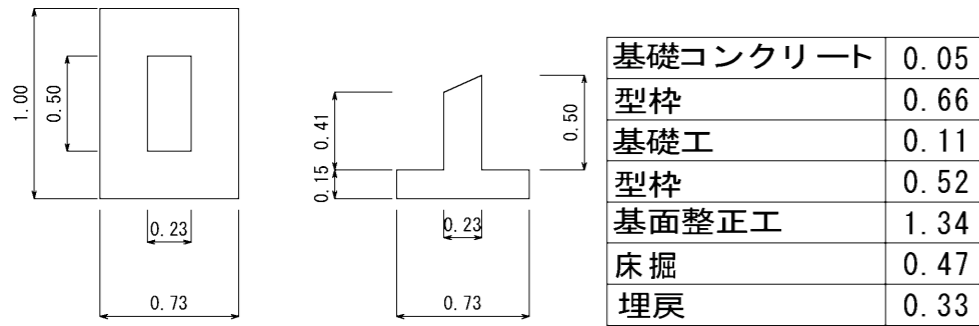 1.00
0.50
0.23
0.73
0.41
0.15
0.50
0.23
0.73
基礎コンクリート 0.05
型枠 0.66
基礎工 0.11
型枠 0.52
基面整正工 1.34
床掘 0.47
埋戻 0.33